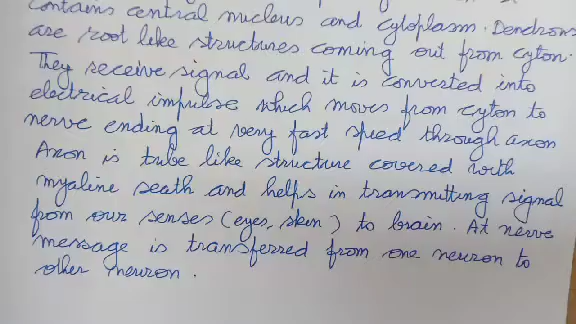 contains central nucleus and cytoplasm. Dendrons
are root like structures coming out from cyton.
They receive signal and it is converted into
electrical impulse which moves from cyton to
nerve ending at very fast speed through axon
Axon is tube like structure covered with
myaline seath and helps in transmitting signal
from our senses (eyes, skin) to brain. At nerve
message is transferred from one neuron to
other neuron.